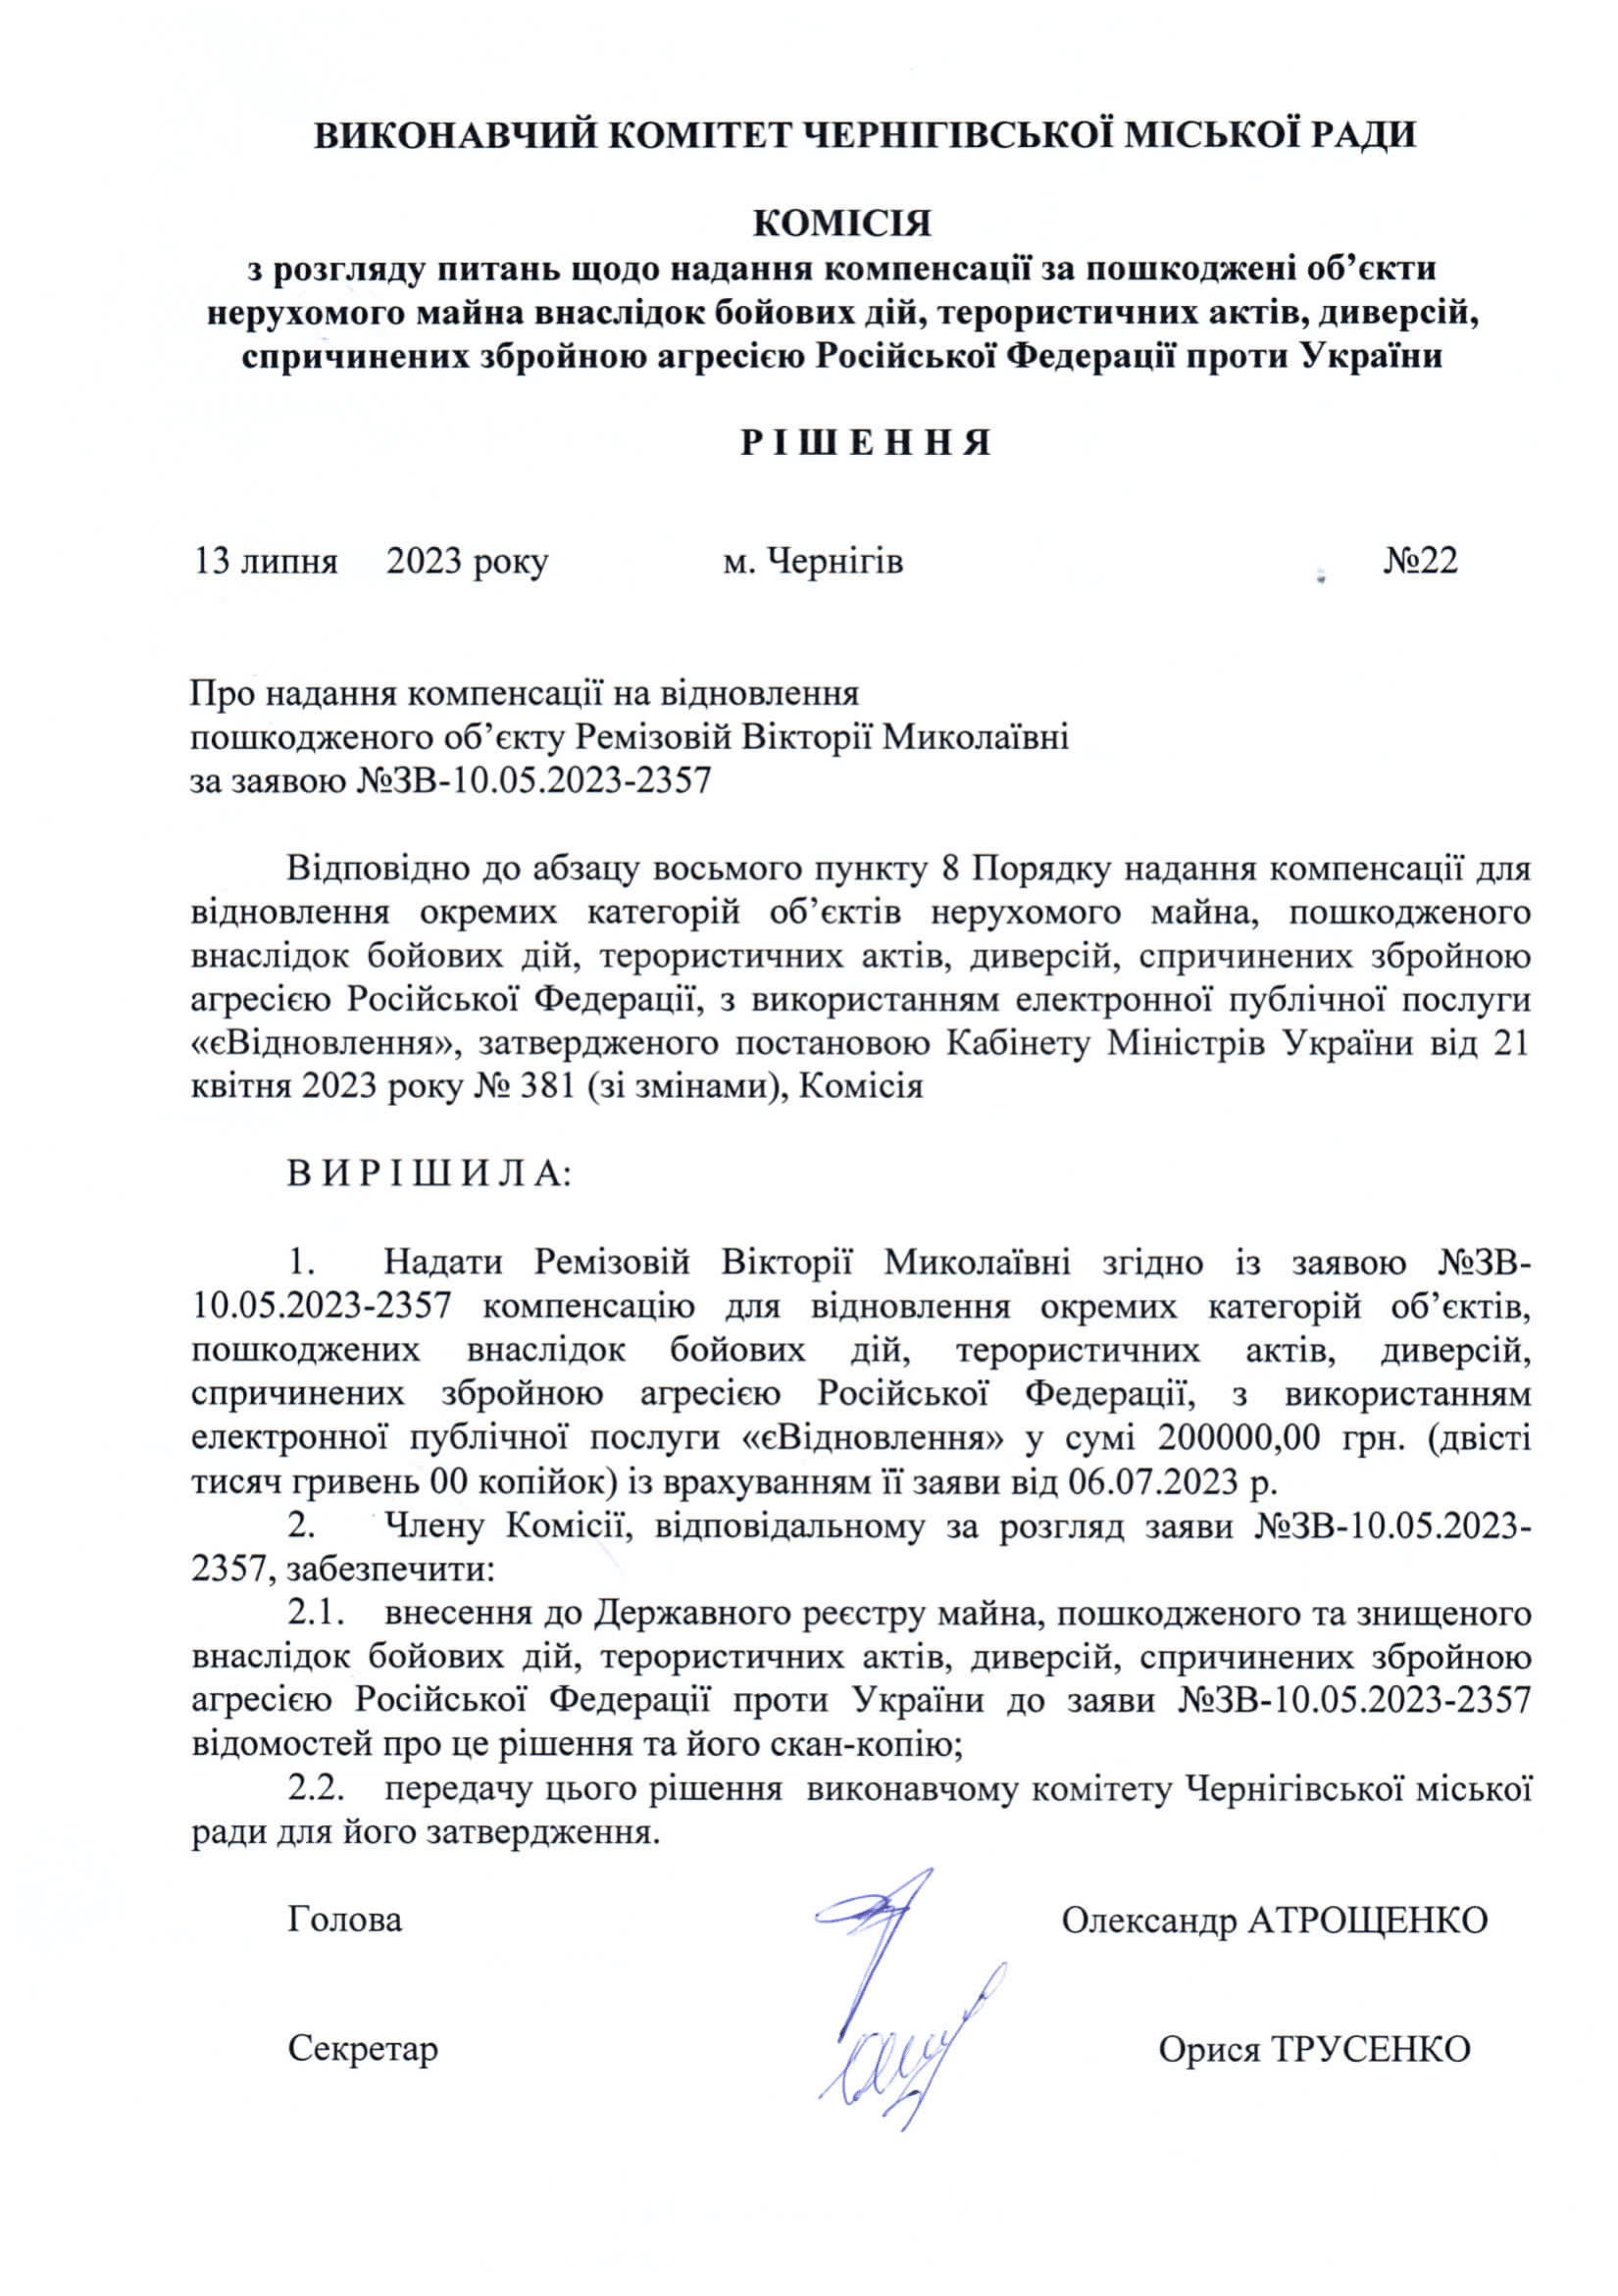 ВИКОНАВЧИЙ КОМІТЕТ ЧЕРНІГІВСЬКОЇ МІСЬКОЇ РАДИ
КОМІСІЯ
з розгляду питань щодо надання компенсації за пошкоджені об’єкти
нерухомого майна внаслідок бойових дій, терористичних актів, диверсій,
спричинених збройною агресією Російської Федерації проти України
Р І Ш Е Н Н Я
13 липня 2023 року м. Чернігів №22
Про надання компенсації на відновлення
пошкодженого об’єкту Ремізовій Вікторії Миколаївні
за заявою №ЗВ-10.05.2023-2357
Відповідно до абзацу восьмого пункту 8 Порядку надання компенсації для
відновлення окремих категорій об’єктів нерухомого майна, пошкодженого
внаслідок бойових дій, терористичних актів, диверсій, спричинених збройною
агресією Російської Федерації, з використанням електронної публічної послуги
«єВідновлення», затвердженого постановою Кабінету Міністрів України від 21
квітня 2023 року № 381 (зі змінами), Комісія
В И Р І Ш И Л А:
1. Надати Ремізовій Вікторії Миколаївні згідно із заявою №ЗВ-
10.05.2023-2357 компенсацію для відновлення окремих категорій об’єктів,
пошкоджених внаслідок бойових дій, терористичних актів, диверсій,
спричинених збройною агресією Російської Федерації, з використанням
електронної публічної послуги «єВідновлення» у сумі 200000,00 грн. (двісті
тисяч гривень 00 копійок) із врахуванням її заяви від 06.07.2023 р.
2. Члену Комісії, відповідальному за розгляд заяви №ЗВ-10.05.2023-
2357, забезпечити:
2.1. внесення до Державного реєстру майна, пошкодженого та знищеного
внаслідок бойових дій, терористичних актів, диверсій, спричинених збройною
агресією Російської Федерації проти України до заяви №ЗВ-10.05.2023-2357
відомостей про це рішення та його скан-копію;
2.2. передачу цього рішення виконавчому комітету Чернігівської міської
ради для його затвердження.
Голова Олександр АТРОЩЕНКО
Секретар Орися ТРУСЕНКО